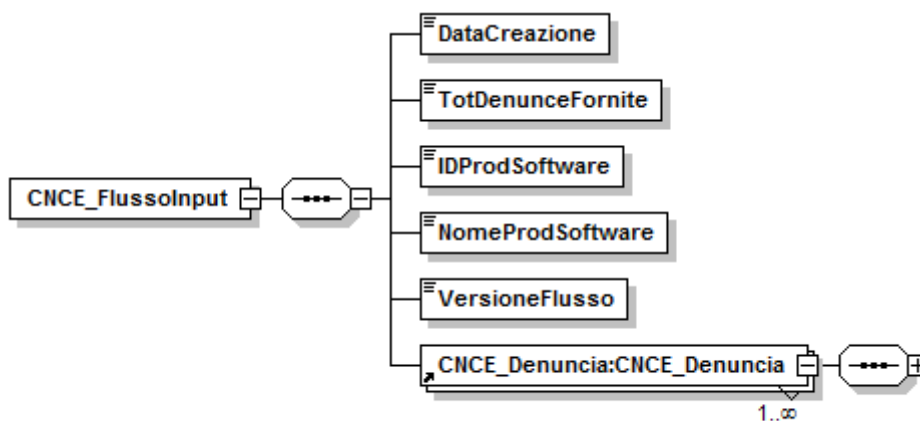 DataCreazione
TotDenunceFornite
IDProdSoftware
CNCE_FlussoInput
NomeProdSoftware
VersioneFlusso
CNCE_Denuncia:CNCE_Denuncia
1..∞